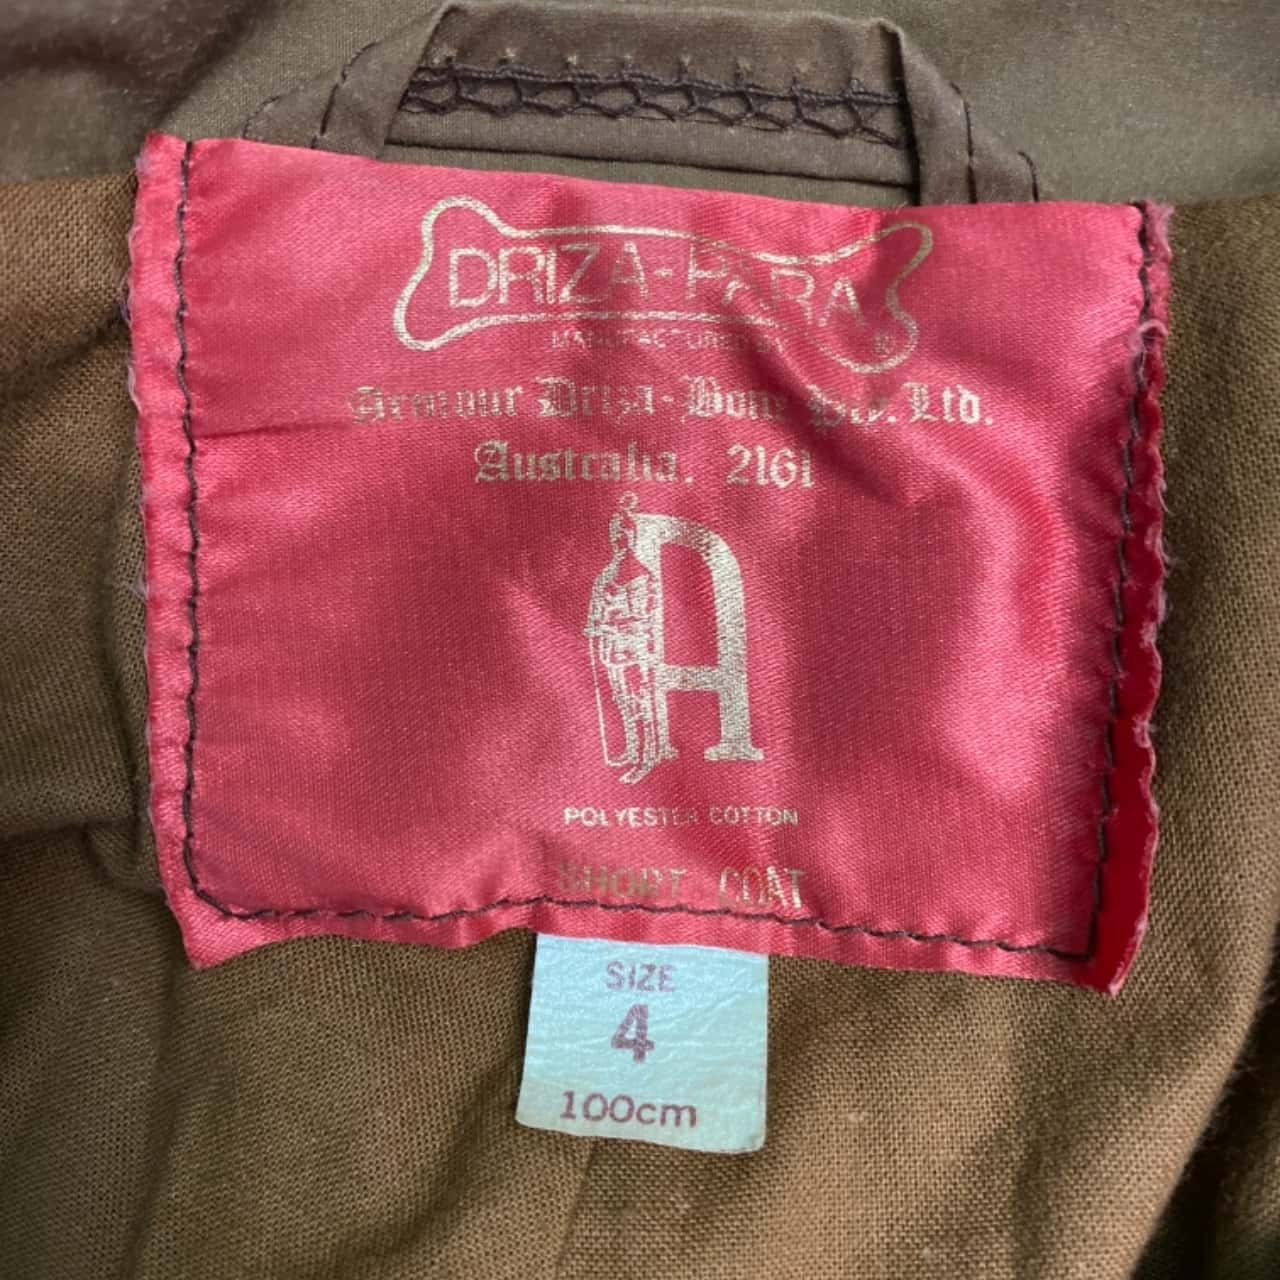 DRIZA-PARA ®
MANUFACTURED BY
Armour Driza-Bone Pty. Ltd.
Australia. 2161
A
POLYESTER COTTON
SHORT COAT
SIZE
4
100cm